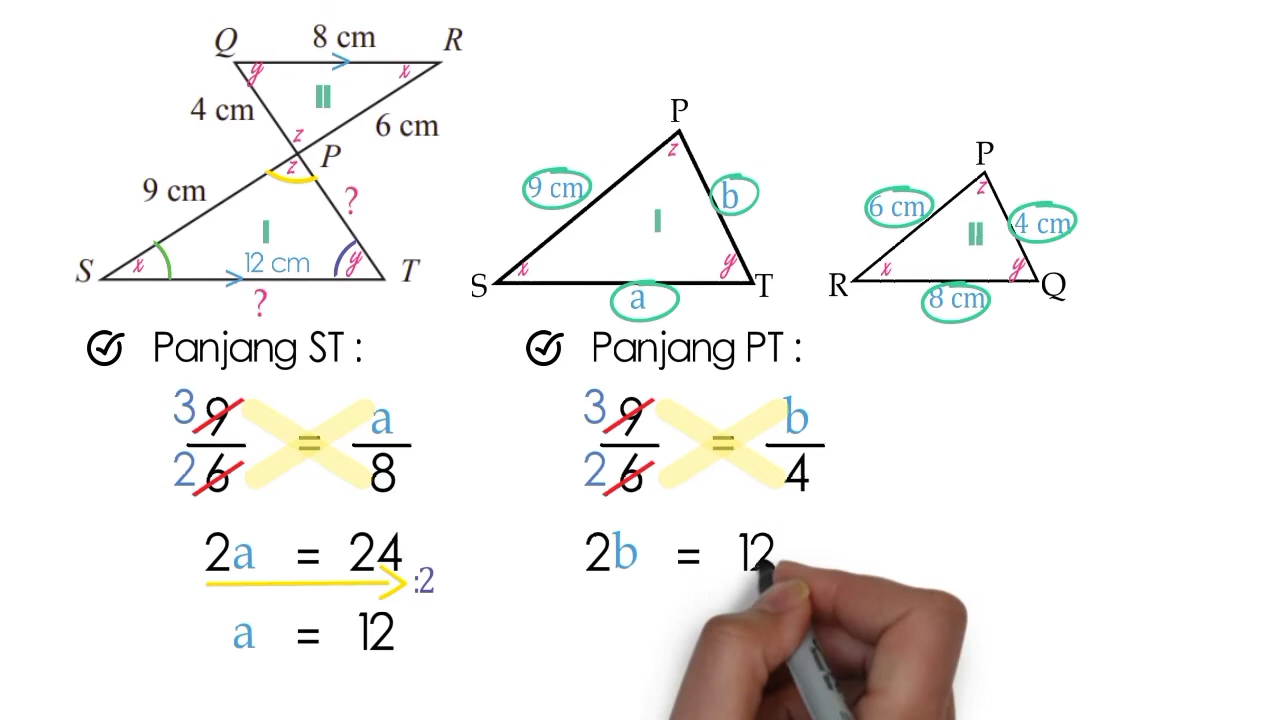 Q 8 cm R
y x
II
4 cm 6 cm
z
z P
9 cm ?
I
x 12 cm y
S T
?
P
z
9 cm b
I
x y
S a T
P
z
6 cm 4 cm
II
x y
R 8 cm Q
Panjang ST :
3 9 = a
2 6 8
2a = 24
:2
a = 12
Panjang PT :
3 9 = b
2 6 4
2b = 12